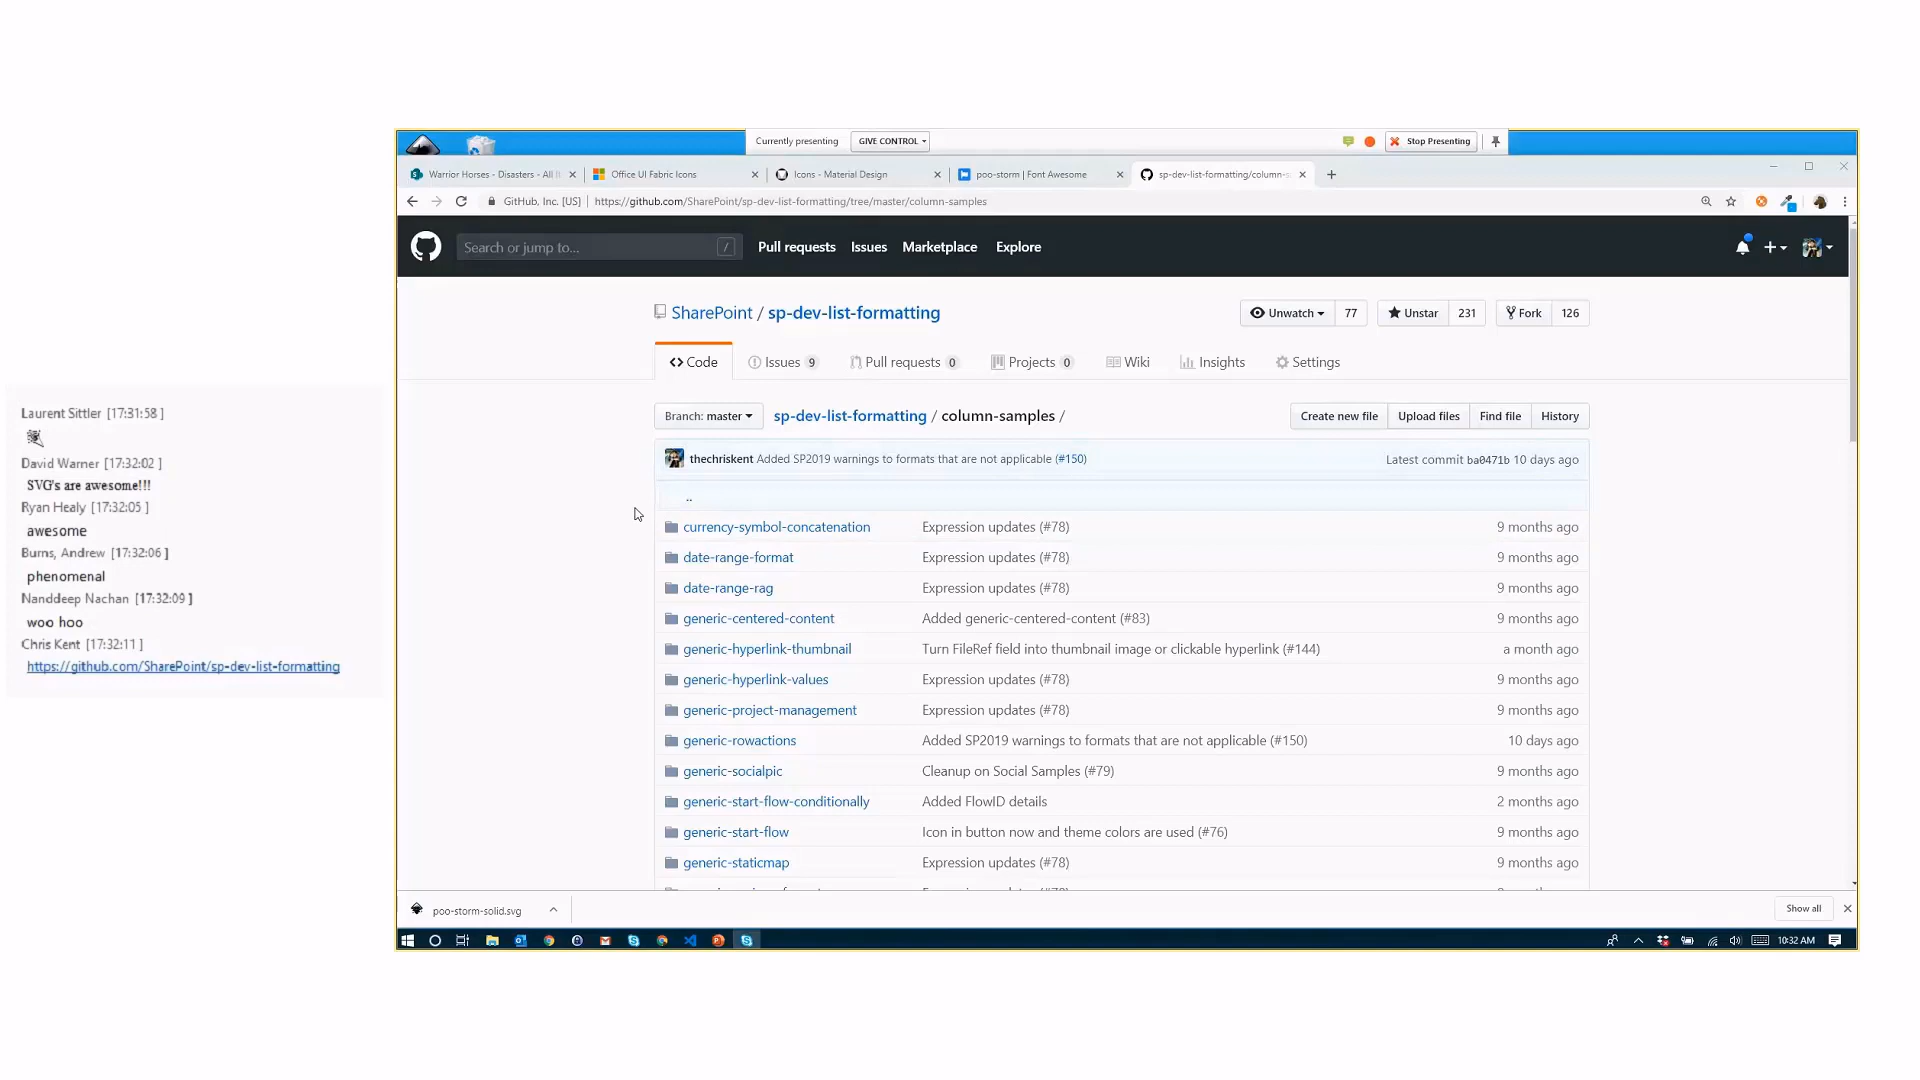 Currently presenting
GIVE CONTROL
Stop Presenting
Warrior Horses - Disasters - All
Office UI Fabric Icons
Icons - Material Design
poo-storm | Font Awesome
sp-dev-list-formatting/column-s
GitHub, Inc. [US]
https://github.com/SharePoint/sp-dev-list-formatting/tree/master/column-samples
Search or jump to...
/
Pull requests
Issues
Marketplace
Explore
SharePoint / sp-dev-list-formatting
Unwatch
77
Unstar
231
Fork
126
Code
Issues 9
Pull requests 0
Projects 0
Wiki
Insights
Settings
Branch: master
sp-dev-list-formatting / column-samples /
Create new file
Upload files
Find file
History
thechriskent Added SP2019 warnings to formats that are not applicable (#150)
Latest commit ba0471b 10 days ago
..
currency-symbol-concatenation Expression updates (#78) 9 months ago
date-range-format Expression updates (#78) 9 months ago
date-range-rag Expression updates (#78) 9 months ago
generic-centered-content Added generic-centered-content (#83) 9 months ago
generic-hyperlink-thumbnail Turn FileRef field into thumbnail image or clickable hyperlink (#144) a month ago
generic-hyperlink-values Expression updates (#78) 9 months ago
generic-project-management Expression updates (#78) 9 months ago
generic-rowactions Added SP2019 warnings to formats that are not applicable (#150) 10 days ago
generic-socialpic Cleanup on Social Samples (#79) 9 months ago
generic-start-flow-conditionally Added FlowID details 2 months ago
generic-start-flow Icon in button now and theme colors are used (#76) 9 months ago
generic-staticmap Expression updates (#78) 9 months ago
poo-storm-solid.svg
Show all
10:32 AM
Laurent Sittler [17:31:58 ]
David Warner [17:32:02 ]
SVG's are awesome!!!
Ryan Healy [17:32:05 ]
awesome
Burns, Andrew [17:32:06 ]
phenomenal
Nanddeep Nachan [17:32:09 ]
woo hoo
Chris Kent [17:32:11 ]
https://github.com/SharePoint/sp-dev-list-formatting